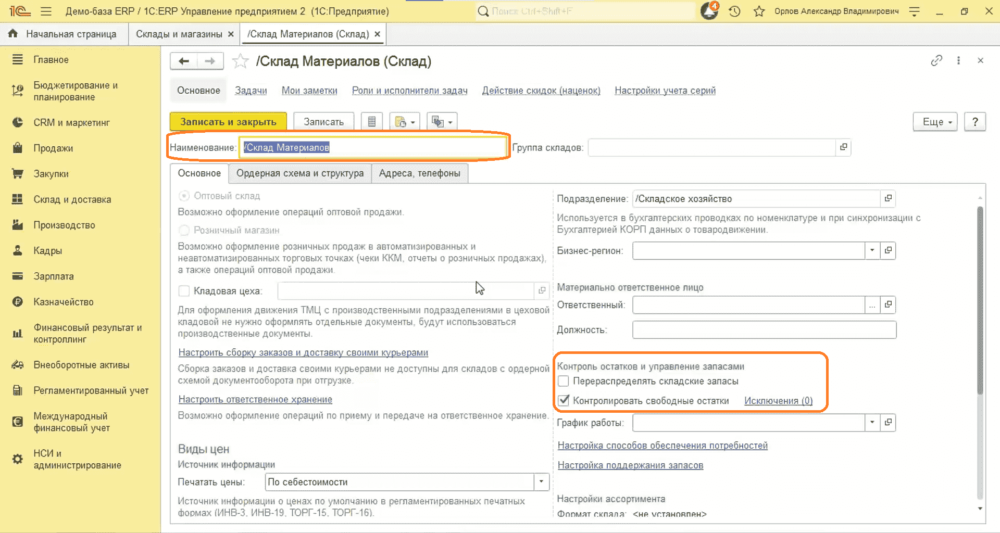 1С Демо-база ERP / 1С:ERP Управление предприятием 2 (1С:Предприятие)
Поиск Ctrl+Shift+F
4
Орлов Александр Владимирович
Начальная страница
Склады и магазины ×
/Склад Материалов (Склад) ×
Главное
Бюджетирование и
планирование
CRM и маркетинг
Продажи
Закупки
Склад и доставка
Производство
Кадры
Зарплата
Казначейство
Финансовый результат и
контроллинг
Внеоборотные активы
Регламентированный учет
Международный
финансовый учет
НСИ и
администрирование
/Склад Материалов (Склад)
Основное Задачи Мои заметки Роли и исполнители задач Действие скидок (наценок) Настройки учета серий
Записать и закрыть Записать Еще ?
Наименование: /Склад Материалов Группа складов:
Основное Ордерная схема и структура Адреса, телефоны
Оптовый склад
Возможно оформление операций оптовой продажи.
Розничный магазин
Возможно оформление розничных продаж в автоматизированных и
неавтоматизированных торговых точках (чеки ККМ, отчеты о розничных продажах),
а также операций оптовой продажи.
Кладовая цеха:
Для оформления движения ТМЦ с производственными подразделениями в цеховой
кладовой не нужно оформлять отдельные документы, будут использоваться
производственные документы.
Настроить сборку заказов и доставку своими курьерами
Сборка заказов и доставка своими курьерами не доступны для складов с ордерной
схемой документооборота при отгрузке.
Настроить ответственное хранение
Возможно оформление операций по приему и передаче на ответственное хранение.
Виды цен
Источник информации
Печатать цены: По себестоимости
Источник информации о ценах по умолчанию в регламентированных печатных
формах (ИНВ-3, ИНВ-19, ТОРГ-15, ТОРГ-16).
Подразделение: /Складское хозяйство
Используется в бухгалтерских проводках по номенклатуре и при синхронизации с
Бухгалтерией КОРП данных о товародвижении.
Бизнес-регион:
Материально ответственное лицо
Ответственный: ...
Должность:
Контроль остатков и управление запасами
Перераспределять складские запасы
Контролировать свободные остатки Исключения (0)
График работы:
Настройка способов обеспечения потребностей
Настройка поддержания запасов
Настройки ассортимента
Формат склада: <не установлен>